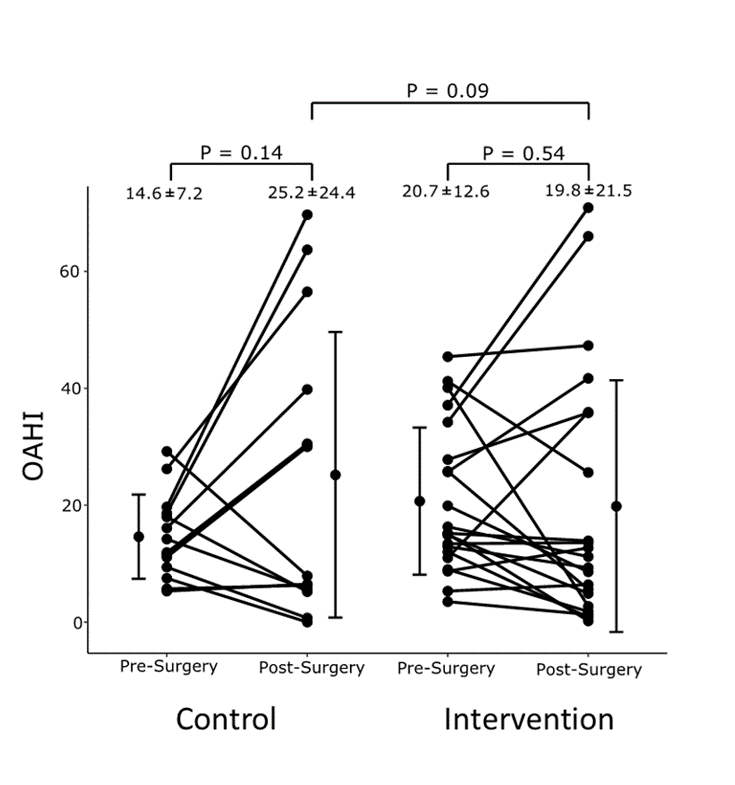 P = 0.09
P = 0.14
P = 0.54
14.6±7.2
25.2±24.4
20.7±12.6
19.8±21.5
60
40
20
0
OAHI
Pre-Surgery
Post-Surgery
Pre-Surgery
Post-Surgery
Control
Intervention